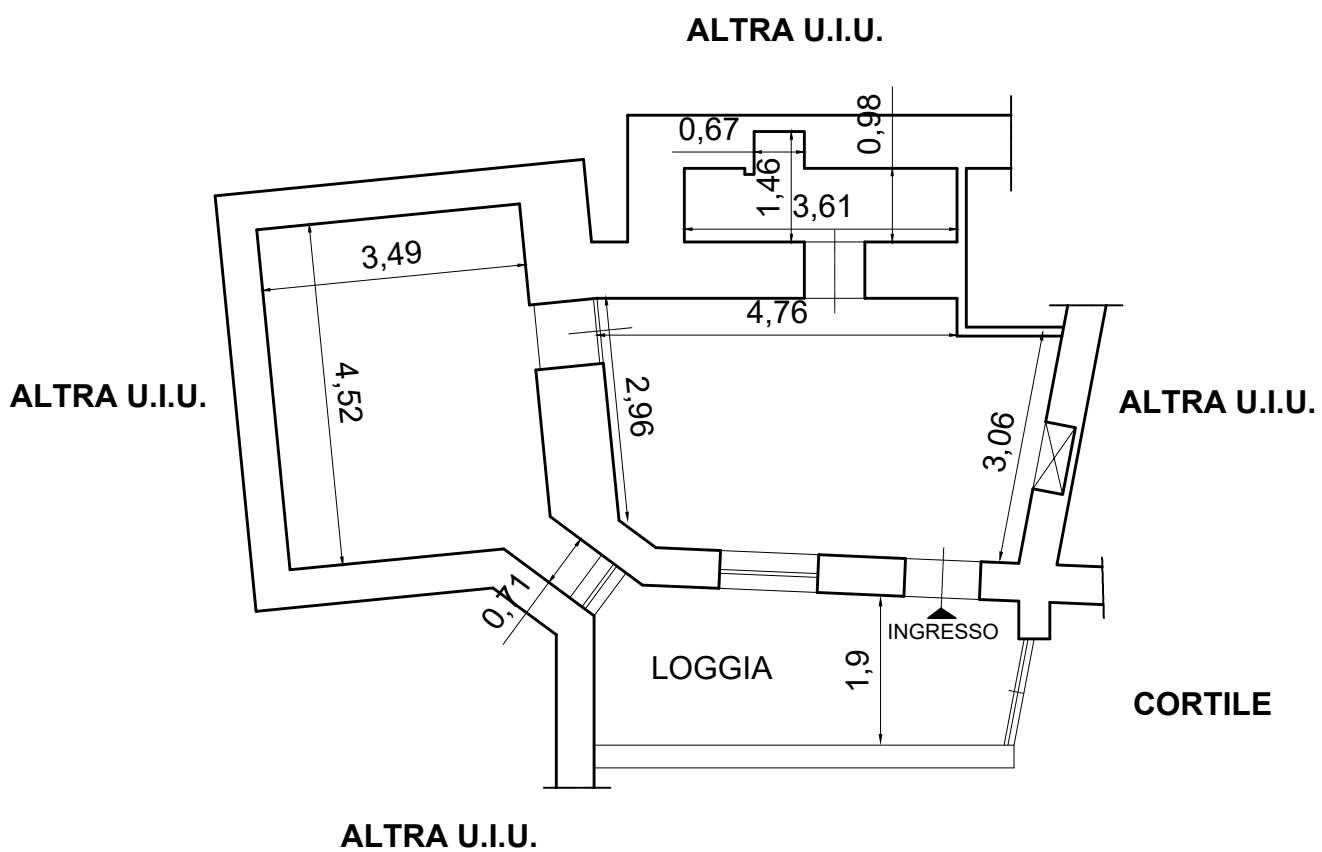 ALTRA U.I.U.
0,67
0,98
1,46
3,61
3,49
4,76
4,52
2,96
3,06
ALTRA U.I.U.
ALTRA U.I.U.
0,71
INGRESSO
LOGGIA
1,9
CORTILE
ALTRA U.I.U.